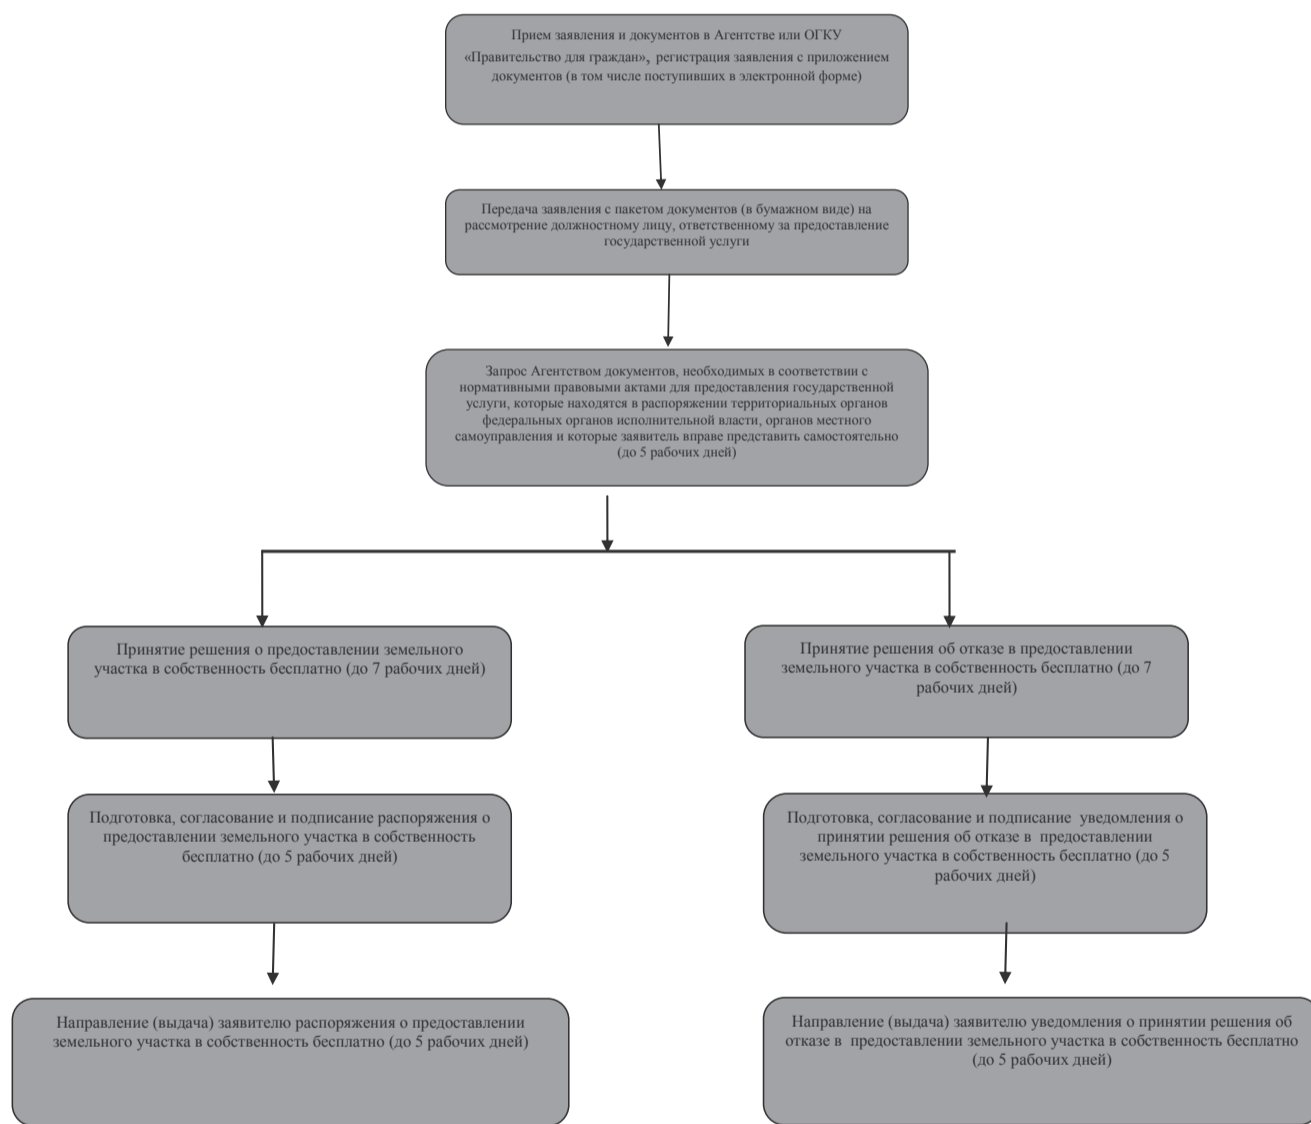 Прием заявления и документов в Агентстве или ОГКУ
«Правительство для граждан», регистрация заявления с приложением
документов (в том числе поступивших в электронной форме)
Передача заявления с пакетом документов (в бумажном виде) на
рассмотрение должностному лицу, ответственному за предоставление
государственной услуги
Запрос Агентством документов, необходимых в соответствии с
нормативными правовыми актами для предоставления государственной
услуги, которые находятся в распоряжении территориальных органов
федеральных органов исполнительной власти, органов местного
самоуправления и которые заявитель вправе представить самостоятельно
(до 5 рабочих дней)
Принятие решения о предоставлении земельного
участка в собственность бесплатно (до 7 рабочих дней)
Принятие решения об отказе в предоставлении
земельного участка в собственность бесплатно (до 7
рабочих дней)
Подготовка, согласование и подписание распоряжения о
предоставлении земельного участка в собственность
бесплатно (до 5 рабочих дней)
Подготовка, согласование и подписание уведомления о
принятии решения об отказе в предоставлении
земельного участка в собственность бесплатно (до 5
рабочих дней)
Направление (выдача) заявителю распоряжения о предоставлении
земельного участка в собственность бесплатно (до 5 рабочих дней)
Направление (выдача) заявителю уведомления о принятии решения об
отказе в предоставлении земельного участка в собственность бесплатно
(до 5 рабочих дней)